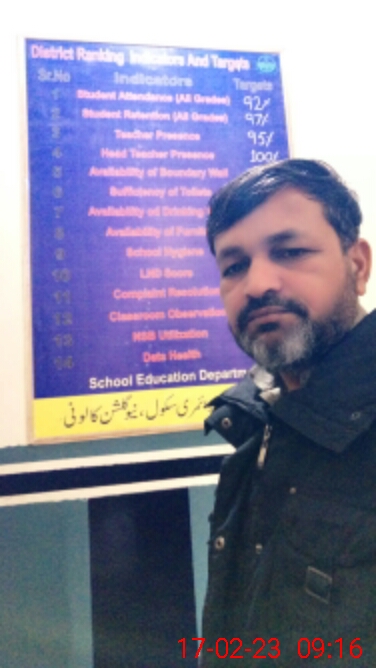 District Ranking Indicators And Targets
Sr.No Indicators Targets
1 Student Attendence (All Grades) 92%
2 Student Retention (All Grades) 97%
3 Teacher Presence 95%
4 Head Teacher Presence 100%
5 Availability of Boundary Wall
6 Sufficiency of Toilets
7 Availability of Drinking
8 Availability of
9 School Hygiene
10 LND Score
11 Complaint Resolution
12 Classroom Observation
13 NSB Utilization
14 Data Health
School Education Departm
سکول، نیو گلشن کالونی
17-02-23 09:16